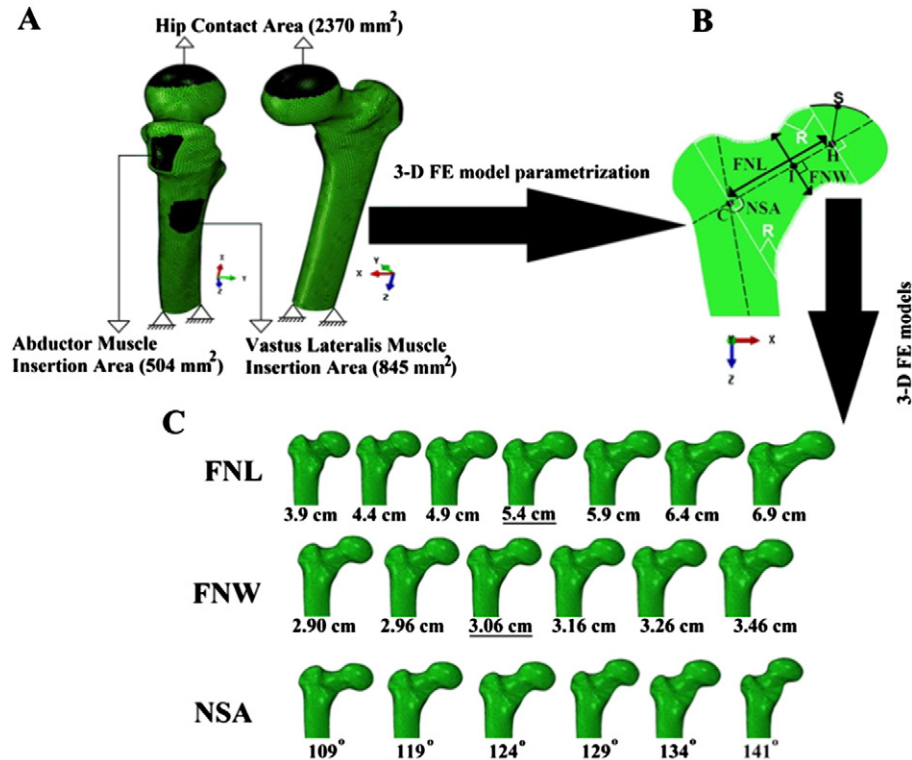 A
Hip Contact Area (2370 mm²)
B
3-D FE model parametrization
S
R
H
FNL
I
FNW
C
NSA
R
X
Y
Z
X
Y
Z
Y
X
Z
Abductor Muscle
Insertion Area (504 mm²)
Vastus Lateralis Muscle
Insertion Area (845 mm²)
3-D FE models
C
FNL
3.9 cm 4.4 cm 4.9 cm 5.4 cm 5.9 cm 6.4 cm 6.9 cm
FNW
2.90 cm 2.96 cm 3.06 cm 3.16 cm 3.26 cm 3.46 cm
NSA
109° 119° 124° 129° 134° 141°